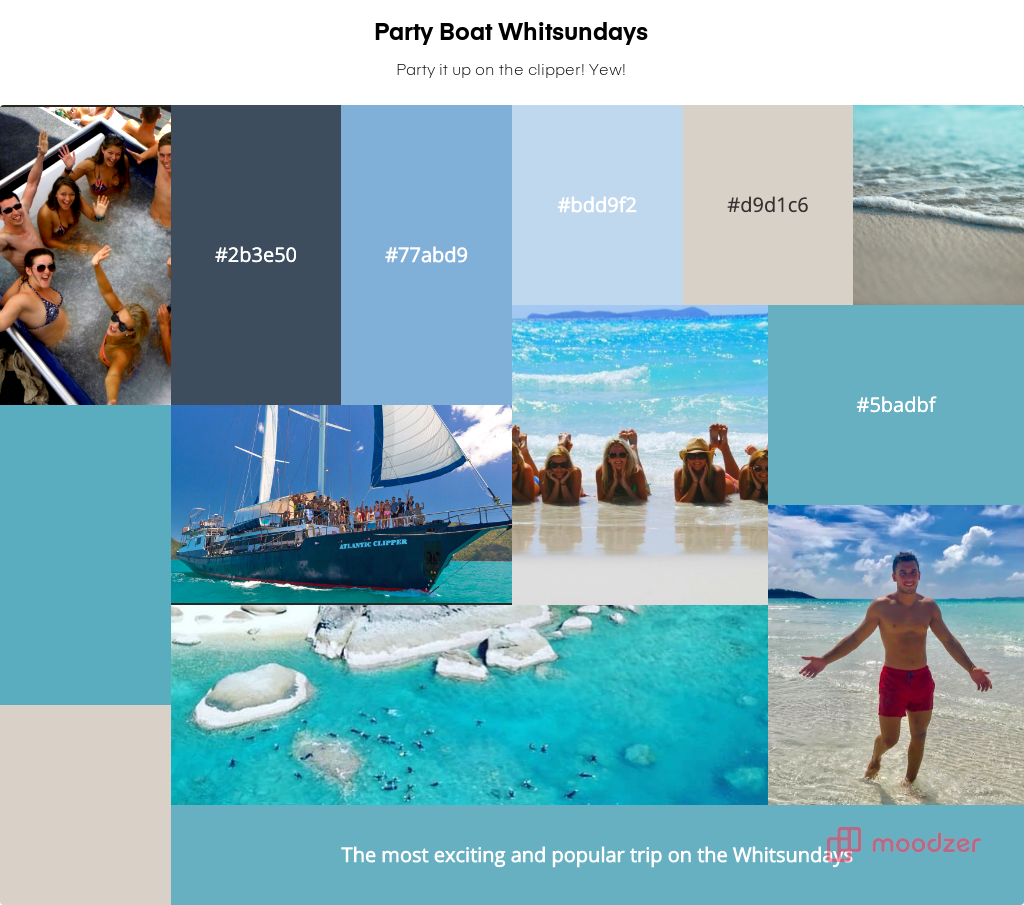 Party Boat Whitsundays
Party it up on the clipper! Yew!
#2b3e50
#77abd9
#bdd9f2
#d9d1c6
#5badbf
ATLANTIC CLIPPER
The most exciting and popular trip on the Whitsundays
moodzer